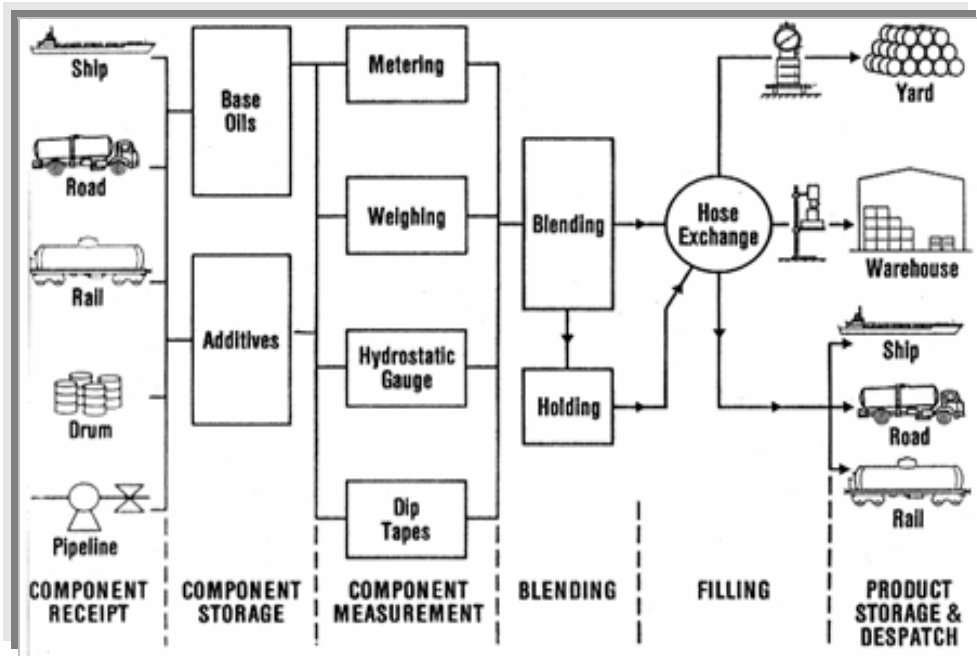 Ship
Road
Rail
Drum
Pipeline
COMPONENT
RECEIPT
Base
Oils
Additives
COMPONENT
STORAGE
Metering
Weighing
Hydrostatic
Gauge
Dip
Tapes
COMPONENT
MEASUREMENT
Blending
Holding
BLENDING
Hose
Exchange
FILLING
Yard
Warehouse
Ship
Road
Rail
PRODUCT
STORAGE &
DESPATCH